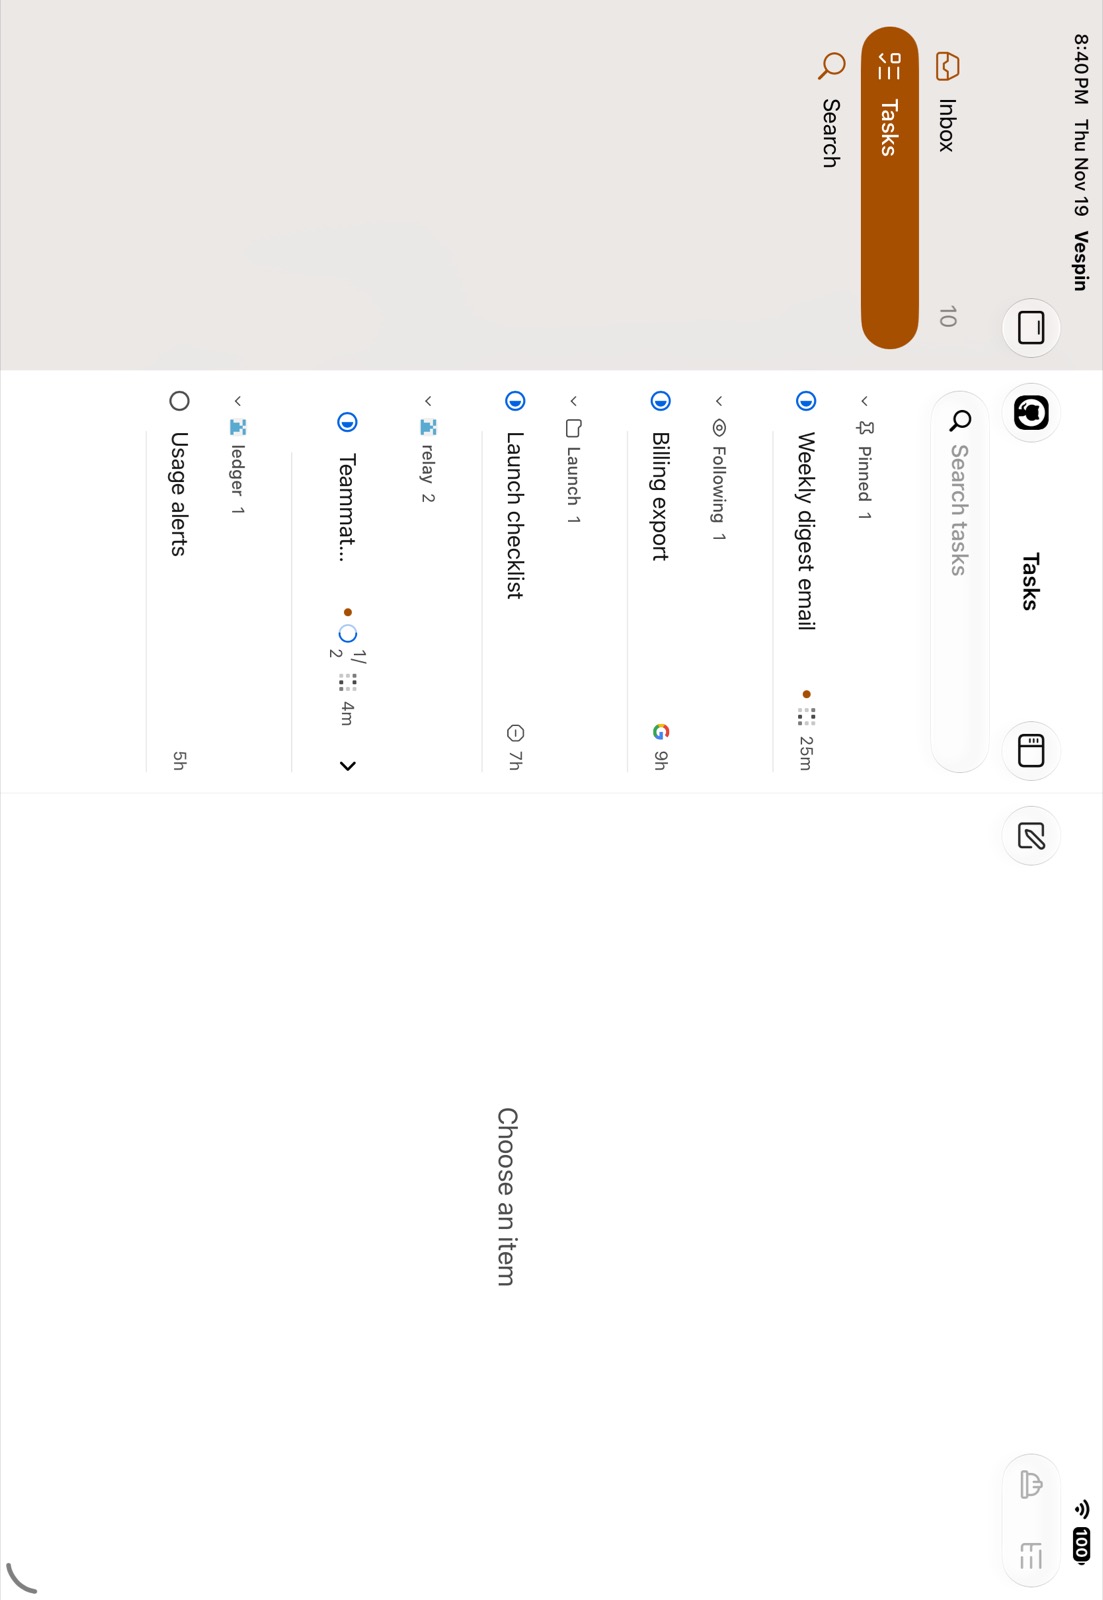 8:40 PM Thu Nov 19 Vespin
100
Inbox 10
Tasks
Search
Tasks
Search tasks
Pinned 1
Weekly digest email 25m
Following 1
Billing export 9h
Launch 1
Launch checklist 7h
relay 2
Teammat... 1/2 4m
ledger 1
Usage alerts 5h
Choose an item